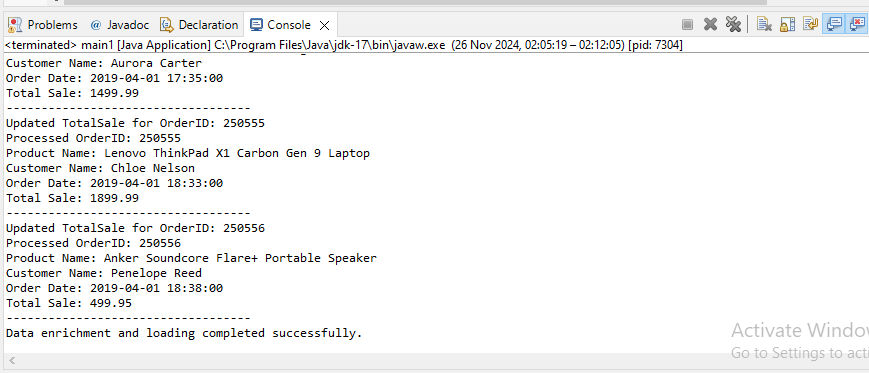 Problems @ Javadoc Declaration Console
<terminated> main1 [Java Application] C:\Program Files\Java\jdk-17\bin\javaw.exe (26 Nov 2024, 02:05:19 – 02:12:05) [pid: 7304]
Customer Name: Aurora Carter
Order Date: 2019-04-01 17:35:00
Total Sale: 1499.99
-----------------------------------
Updated TotalSale for OrderID: 250555
Processed OrderID: 250555
Product Name: Lenovo ThinkPad X1 Carbon Gen 9 Laptop
Customer Name: Chloe Nelson
Order Date: 2019-04-01 18:33:00
Total Sale: 1899.99
-----------------------------------
Updated TotalSale for OrderID: 250556
Processed OrderID: 250556
Product Name: Anker Soundcore Flare+ Portable Speaker
Customer Name: Penelope Reed
Order Date: 2019-04-01 18:38:00
Total Sale: 499.95
-----------------------------------
Data enrichment and loading completed successfully.
Activate Windo
Go to Settings to acti